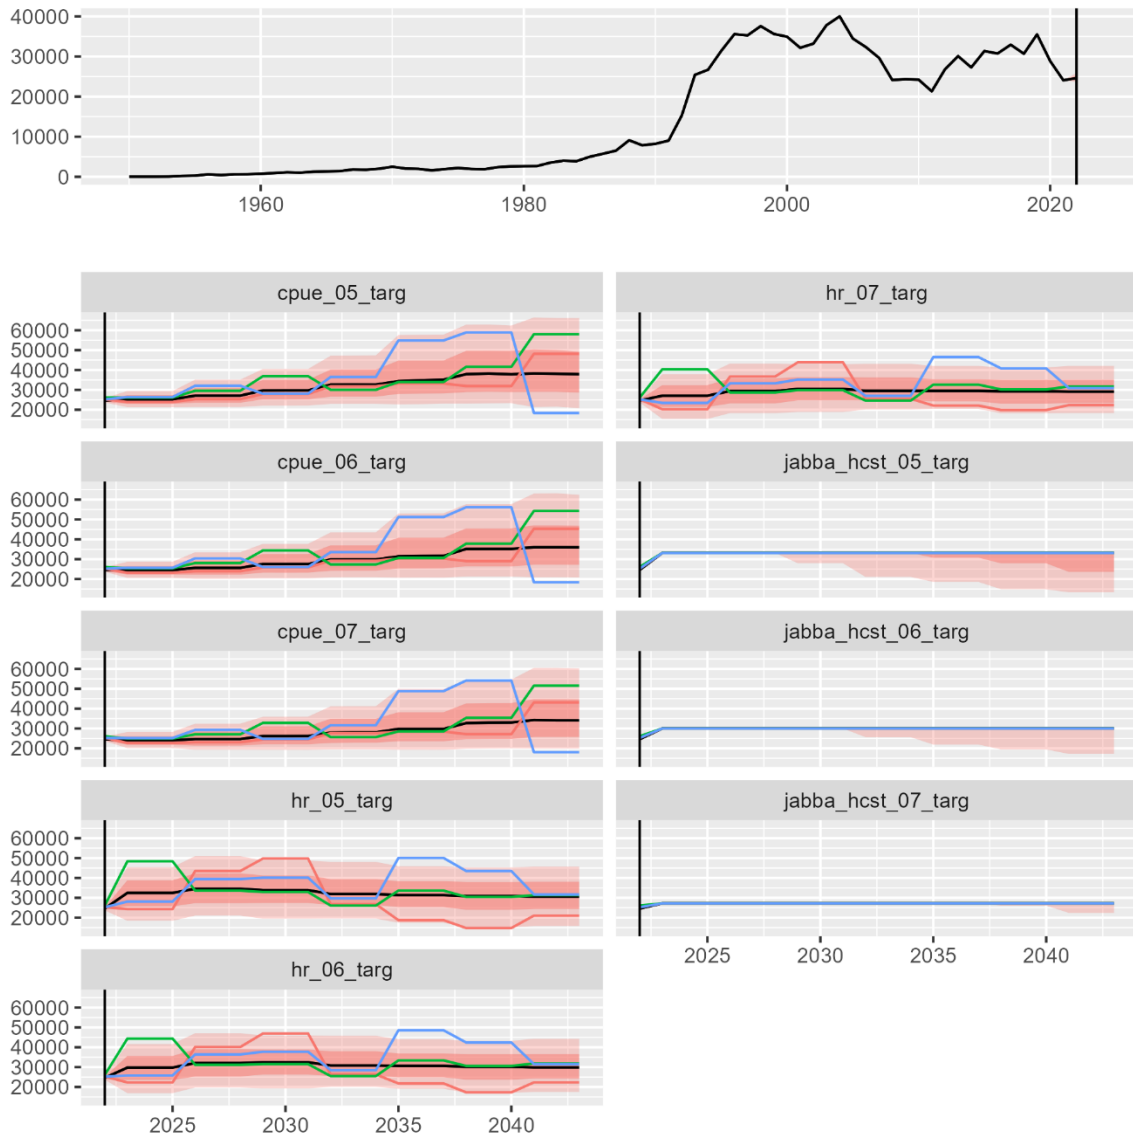 40000
30000
20000
10000
0
1960 1980 2000 2020
cpue_05_targ
60000
50000
40000
30000
20000
hr_07_targ
cpue_06_targ
60000
50000
40000
30000
20000
jabba_hcst_05_targ
cpue_07_targ
60000
50000
40000
30000
20000
jabba_hcst_06_targ
hr_05_targ
60000
50000
40000
30000
20000
jabba_hcst_07_targ
2025 2030 2035 2040
hr_06_targ
60000
50000
40000
30000
20000
2025 2030 2035 2040